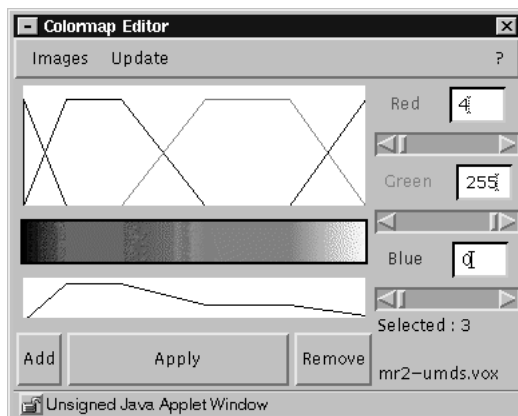 Colormap Editor
Images Update ?
Red 4
Green 255
Blue 0
Selected : 3
Add Apply Remove
mr2-umds.vox
Unsigned Java Applet Window